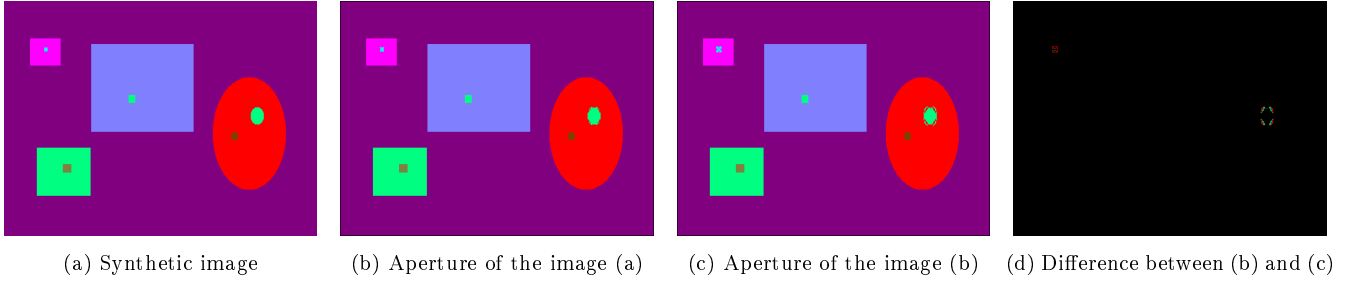 (a) Synthetic image
(b) Aperture of the image (a)
(c) Aperture of the image (b)
(d) Difference between (b) and (c)